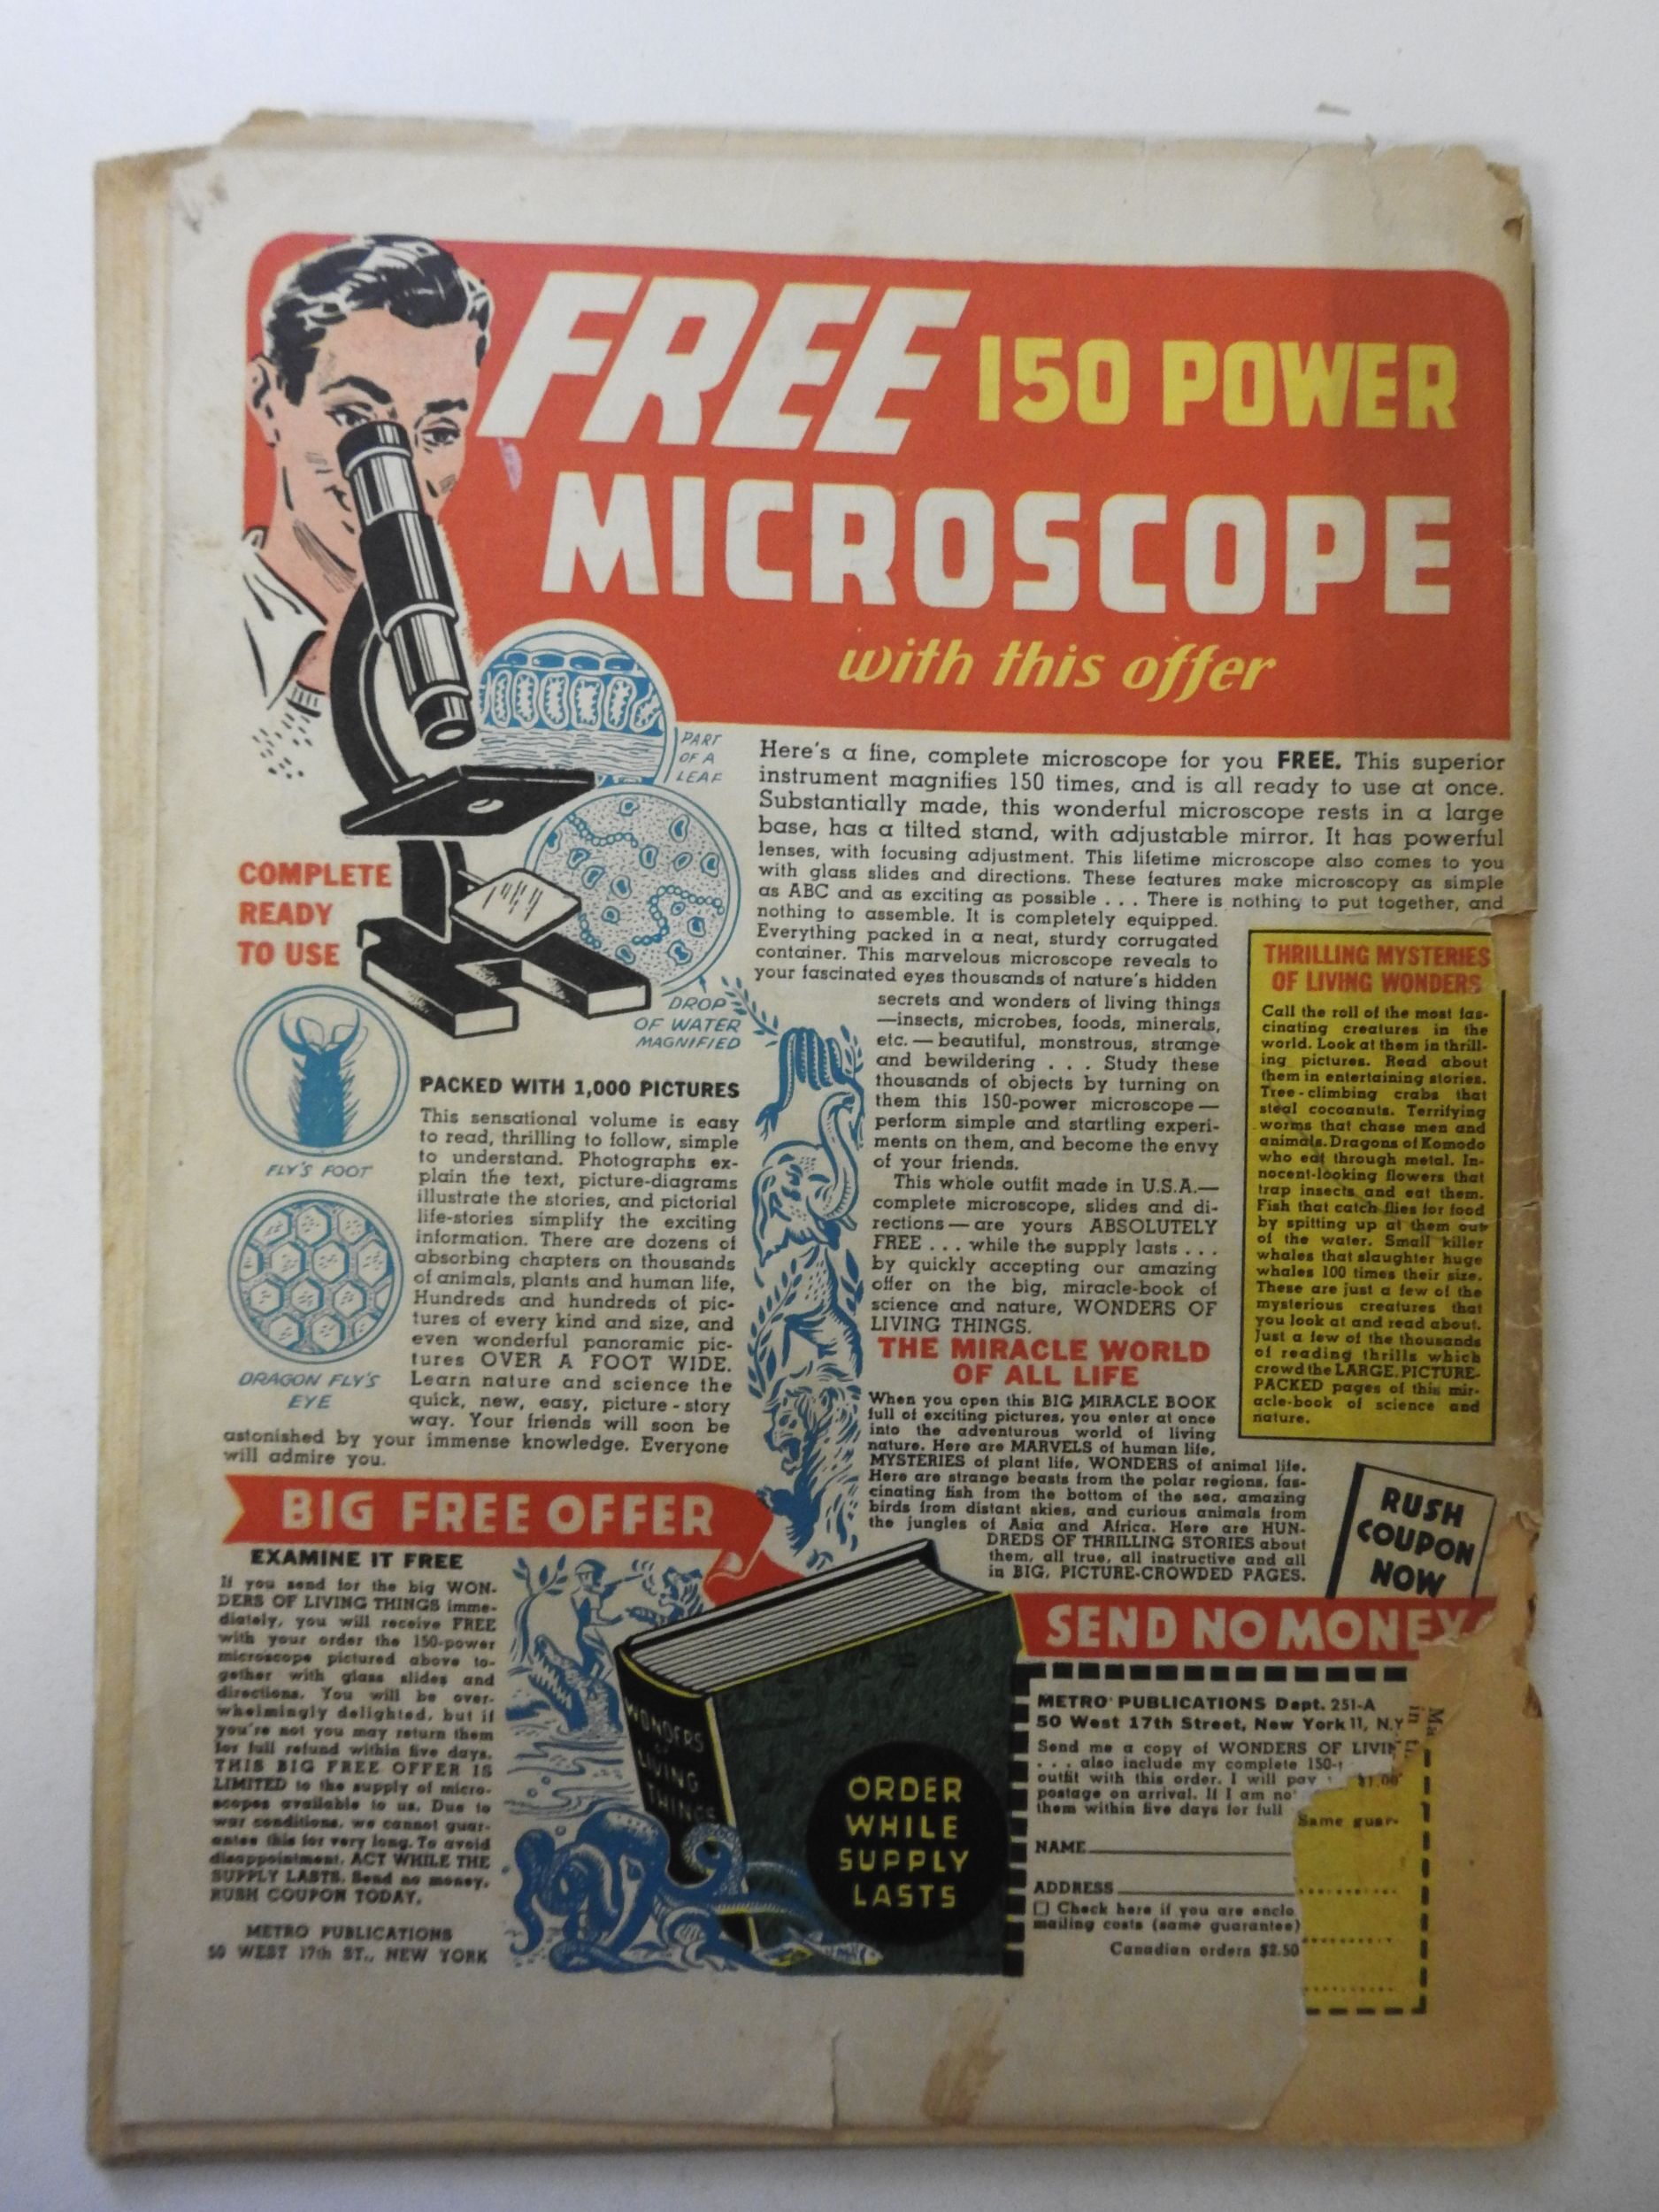 FREE 150 POWER
MICROSCOPE
with this offer
PART
OF A
LEAF
COMPLETE
READY
TO USE
DROP
OF WATER
MAGNIFIED
FLY'S FOOT
DRAGON FLY'S
EYE
Here's a fine, complete microscope for you FREE. This superior
instrument magnifies 150 times, and is all ready to use at once.
Substantially made, this wonderful microscope rests in a large
base, has a tilted stand, with adjustable mirror. It has powerful
lenses, with focusing adjustment. This lifetime microscope also comes to you
with glass slides and directions. These features make microscopy as simple
as ABC and as exciting as possible . . . There is nothing to put together, and
nothing to assemble. It is completely equipped.
Everything packed in a neat, sturdy corrugated
container. This marvelous microscope reveals to
your fascinated eyes thousands of nature's hidden
secrets and wonders of living things
—insects, microbes, foods, minerals,
etc. — beautiful, monstrous, strange
and bewildering . . . Study these
thousands of objects by turning on
them this 150-power microscope —
perform simple and startling experi-
ments on them, and become the envy
of your friends.
This whole outfit made in U.S.A.—
complete microscope, slides and di-
rections — are yours ABSOLUTELY
FREE . . . while the supply lasts . . .
by quickly accepting our amazing
offer on the big, miracle-book of
science and nature, WONDERS OF
LIVING THINGS.
THE MIRACLE WORLD
OF ALL LIFE
When you open this BIG MIRACLE BOOK
full of exciting pictures, you enter at once
into the adventurous world of living
nature. Here are MARVELS of human life,
MYSTERIES of plant life, WONDERS of animal life.
Here are strange beasts from the polar regions, fas-
cinating fish from the bottom of the sea, amazing
birds from distant skies, and curious animals from
the jungles of Asia and Africa. Here are HUN-
DREDS OF THRILLING STORIES about
them, all true, all instructive and all
in BIG, PICTURE-CROWDED PAGES.
THRILLING MYSTERIES
OF LIVING WONDERS
Call the roll of the most fas-
cinating creatures in the
world. Look at them in thrill-
ing pictures. Read about
them in entertaining stories.
Tree-climbing crabs that
steal cocoanuts. Terrifying
worms that chase men and
animals. Dragons of Komodo
who eat through metal. In-
nocent-looking flowers that
trap insects and eat them.
Fish that catch flies for food
by spitting up at them out
of the water. Small killer
whales that slaughter huge
whales 100 times their size.
These are just a few of the
mysterious creatures that
you look at and read about.
Just a few of the thousands
of reading thrills which
crowd the LARGE, PICTURE-
PACKED pages of this mir-
acle-book of science and
nature.
PACKED WITH 1,000 PICTURES
This sensational volume is easy
to read, thrilling to follow, simple
to understand. Photographs ex-
plain the text, picture-diagrams
illustrate the stories, and pictorial
life-stories simplify the exciting
information. There are dozens of
absorbing chapters on thousands
of animals, plants and human life,
Hundreds and hundreds of pic-
tures of every kind and size, and
even wonderful panoramic pic-
tures OVER A FOOT WIDE.
Learn nature and science the
quick, new, easy, picture-story
way. Your friends will soon be
astonished by your immense knowledge. Everyone
will admire you.
BIG FREE OFFER
EXAMINE IT FREE
If you send for the big WON-
DERS OF LIVING THINGS imme-
diately, you will receive FREE
with your order the 150-power
microscope pictured above to-
gether with glass slides and
directions. You will be over-
whelmingly delighted, but if
you're not you may return them
for full refund within five days.
THIS BIG FREE OFFER IS
LIMITED to the supply of micro-
scopes available to us. Due to
war conditions, we cannot guar-
antee this for very long. To avoid
disappointment, ACT WHILE THE
SUPPLY LASTS. Send no money.
RUSH COUPON TODAY.
METRO PUBLICATIONS
50 WEST 17th ST., NEW YORK
WONDERS
OF
LIVING
THINGS
ORDER
WHILE
SUPPLY
LASTS
RUSH
COUPON
NOW
SEND NO MONEY
METRO PUBLICATIONS Dept. 251-A
50 West 17th Street, New York 11, N.Y
Send me a copy of WONDERS OF LIVIN
. . . also include my complete 150-
outfit with this order. I will pay $1.00
postage on arrival. If I am no
them within five days for full
Same guar-
NAME
ADDRESS
Check here if you are enclo
mailing costs (same guarantee)
Canadian orders $2.50